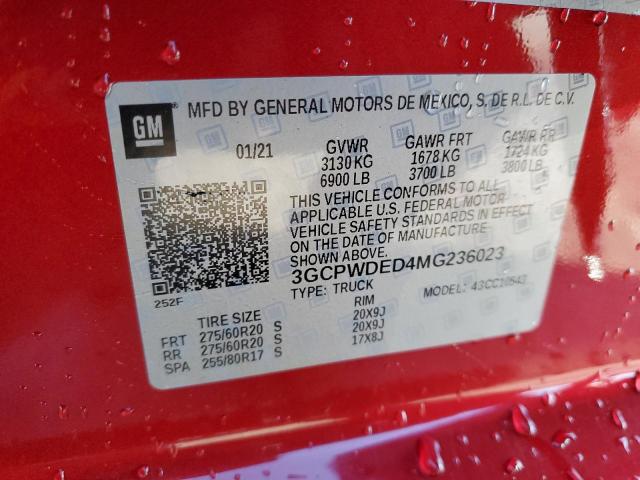 GM
MFD BY GENERAL MOTORS DE MEXICO, S. DE R.L. DE C.V.
01/21
GVWR
3130 KG
6900 LB
GAWR FRT
1678 KG
3700 LB
GAWR RR
1724 KG
3800 LB
THIS VEHICLE CONFORMS TO ALL
APPLICABLE U.S. FEDERAL MOTOR
VEHICLE SAFETY STANDARDS IN EFFECT
ON THE DATE OF MANUFACTURE
SHOWN ABOVE.
3GCPWDED4MG236023
TYPE: TRUCK
MODEL: 43CC10543
252F
TIRE SIZE
RIM
FRT 275/60R20 S 20X9J
RR 275/60R20 S 20X9J
SPA 255/80R17 S 17X8J